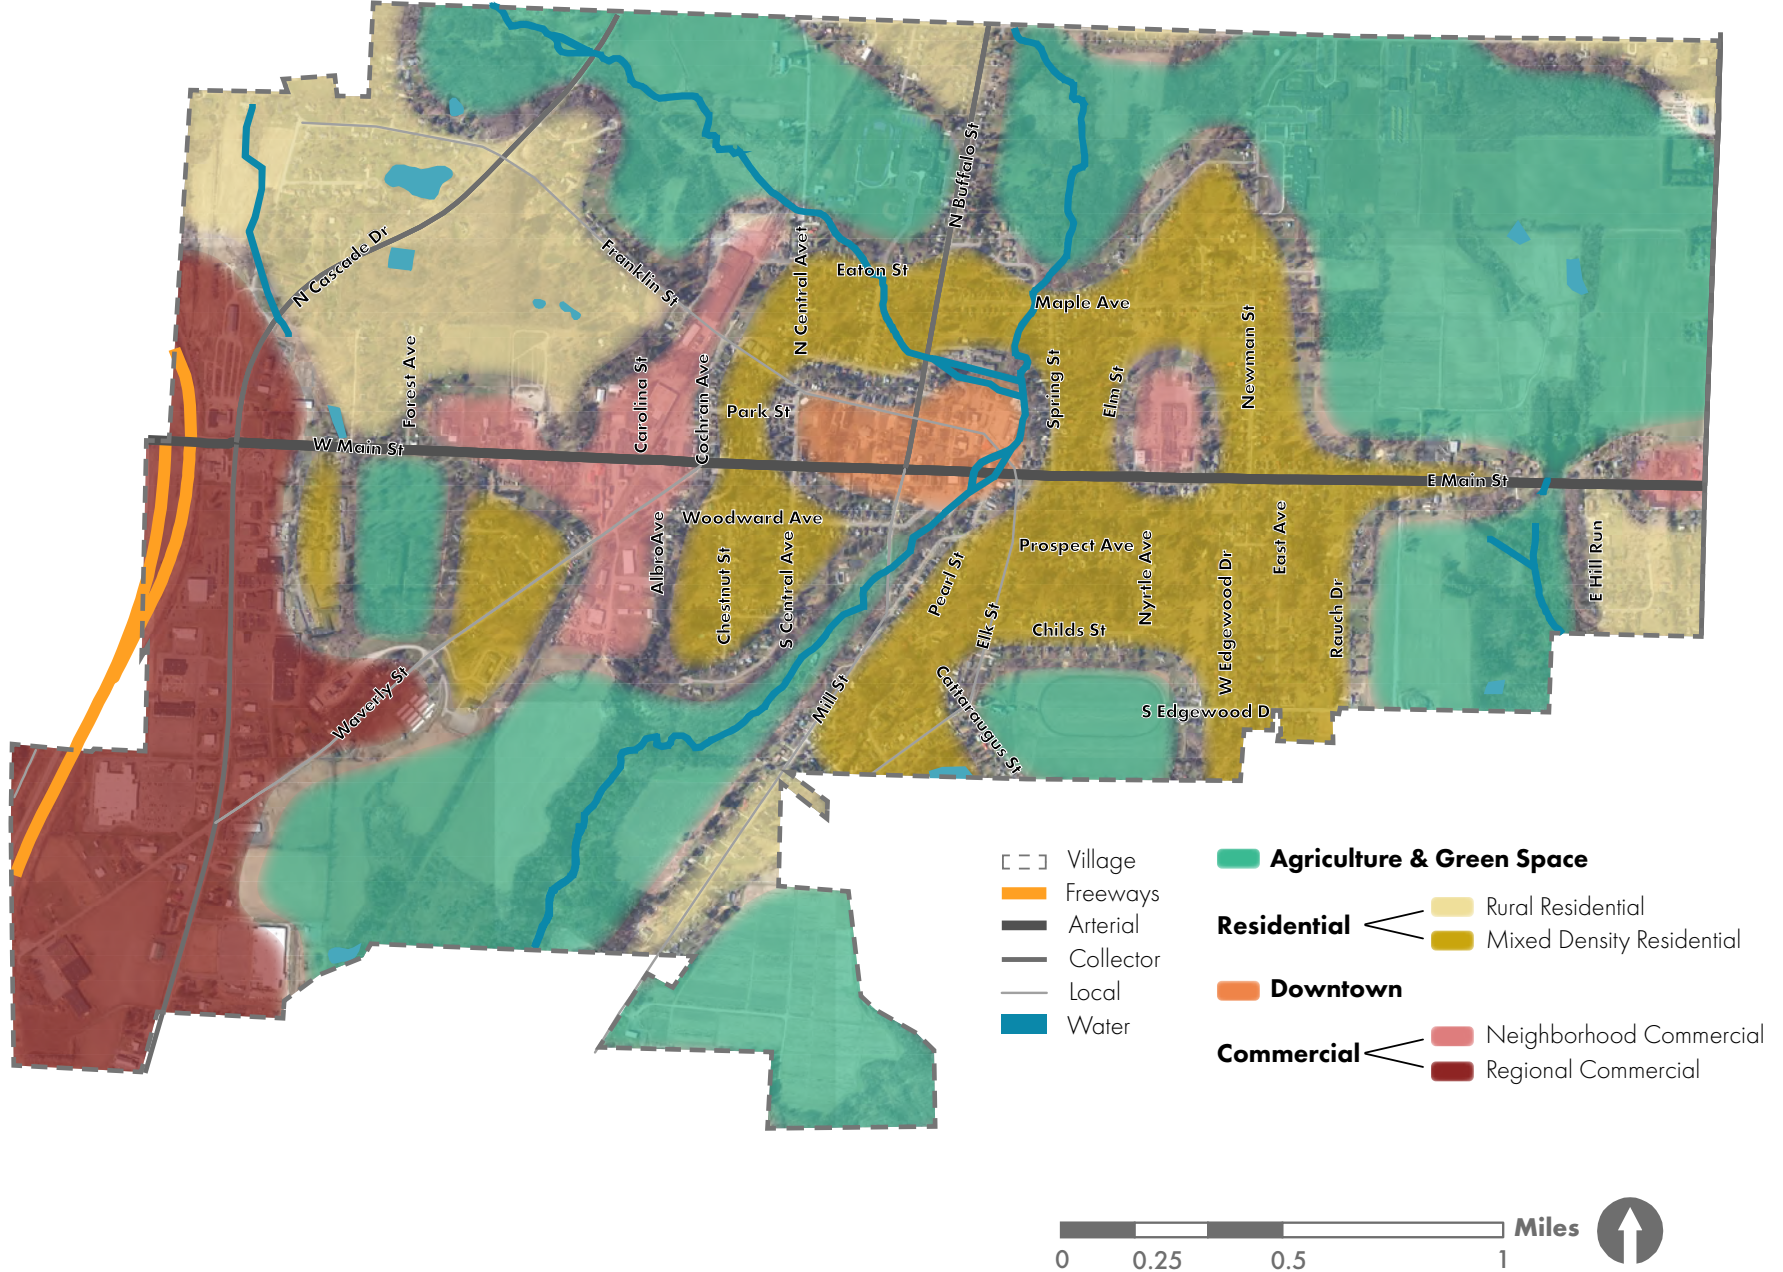 N Buffalo St
N Cascade Dr
Franklin St
N Central Avet
Eaton St
Maple Ave
Forest Ave
Carolina St
Cochran Ave
Park St
Spring St
Elm St
Newman St
W Main St
E Main St
Woodward Ave
AlbroAve
Chestnut St
S Central Ave
Pearl St
Prospect Ave
Nyrtle Ave
East Ave
E Hill Run
Elk St
Childs St
W Edgewood Dr
Rauch Dr
Waverly St
Mill St
Cattaraugus St
S Edgewood D
Village
Freeways
Arterial
Collector
Local
Water
Agriculture & Green Space
Residential
Rural Residential
Mixed Density Residential
Downtown
Commercial
Neighborhood Commercial
Regional Commercial
Miles
0 0.25 0.5 1